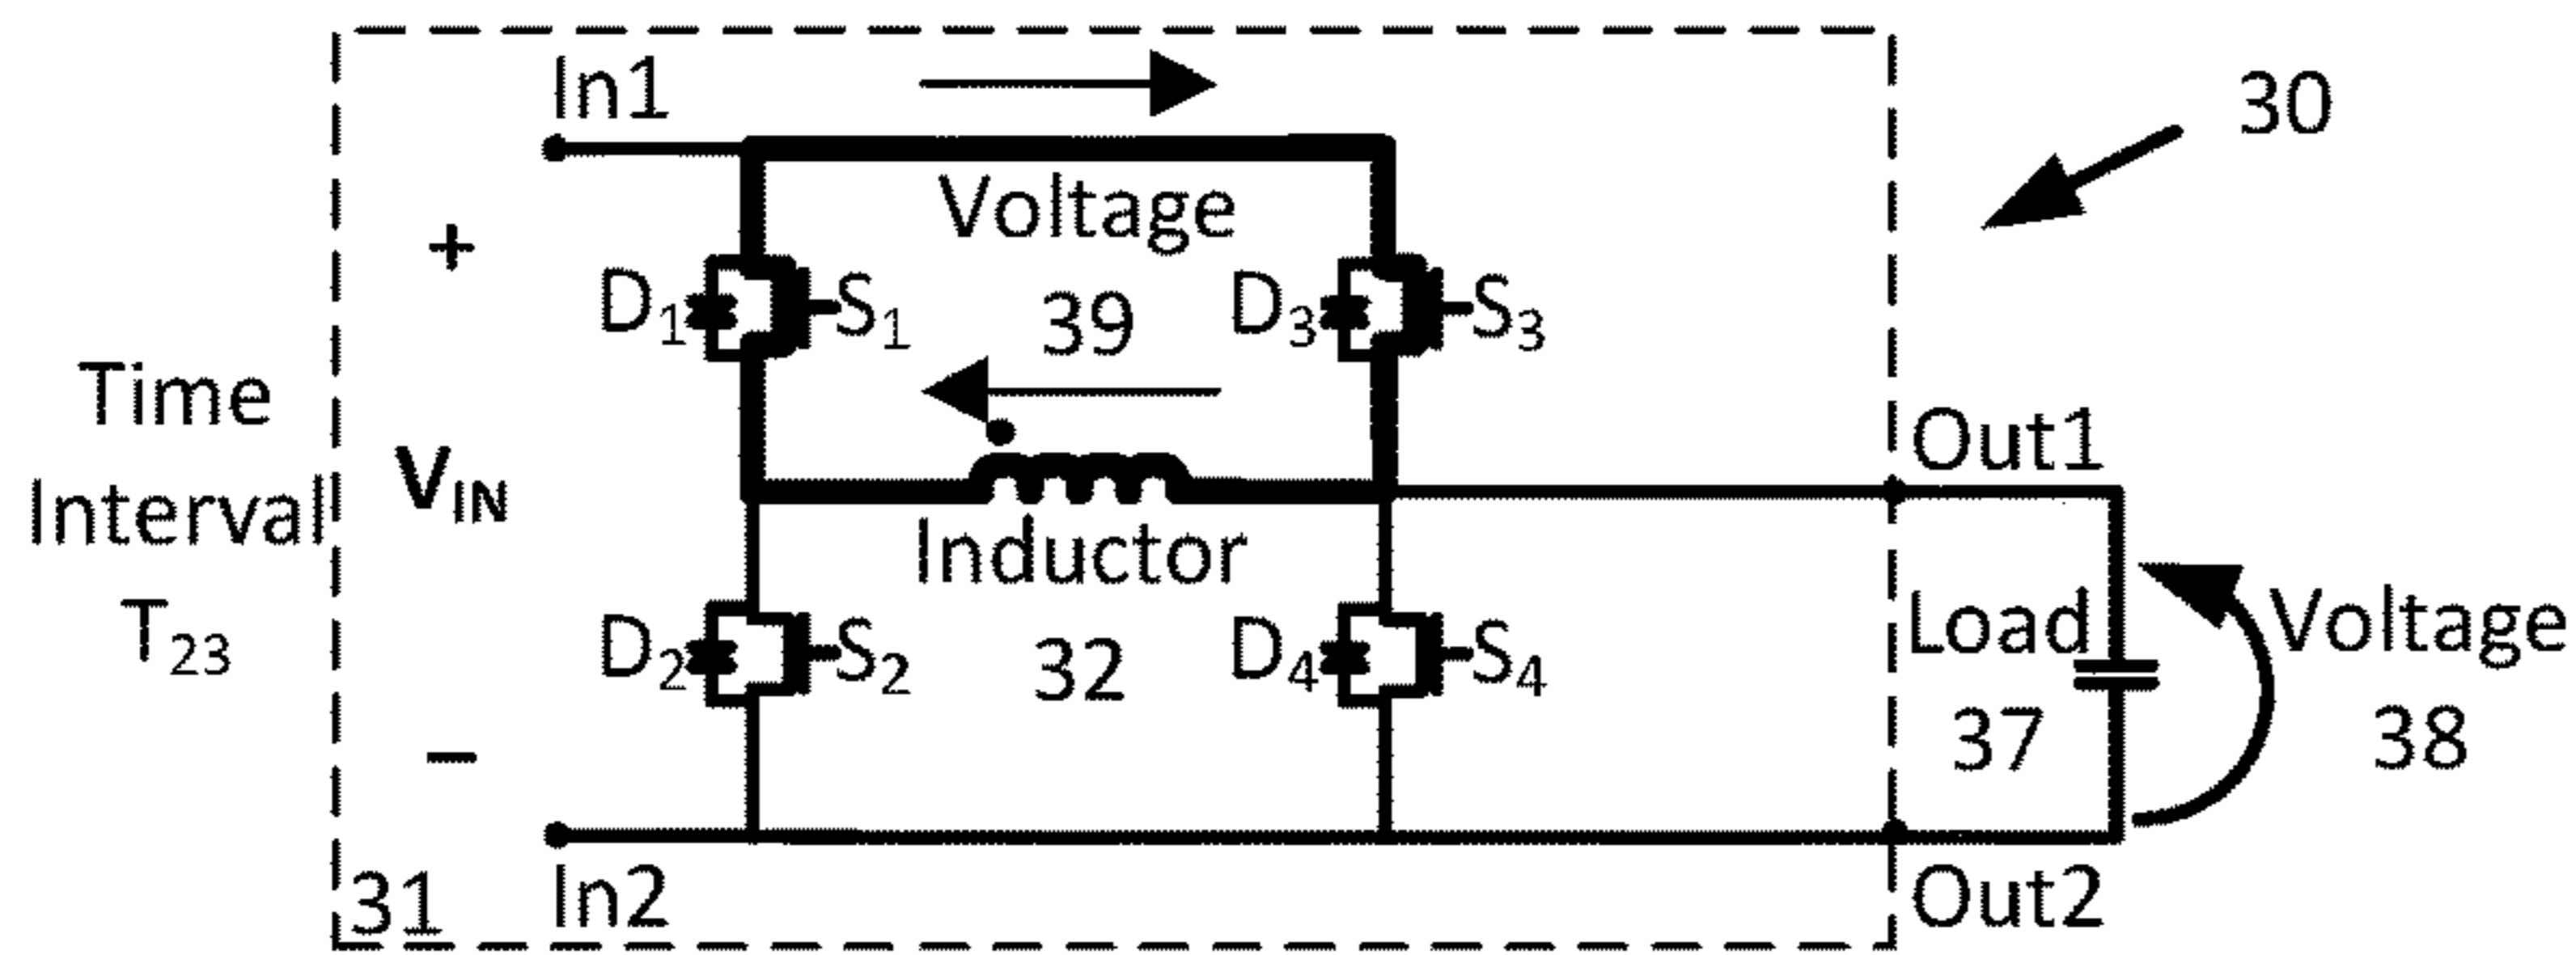 In1
30
Voltage
39
+
D1
S1
D3
S3
Time
Interval
T23
VIN
Out1
Inductor
32
D2
S2
D4
S4
Load
37
Voltage
38
−
31
In2
Out2